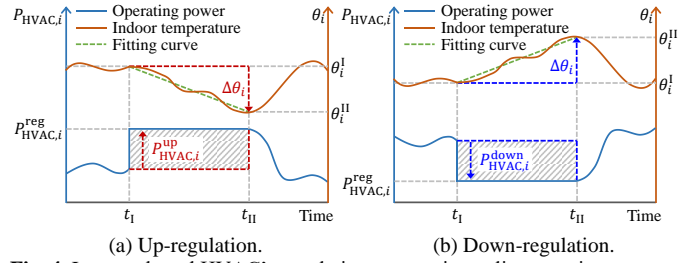 P_HVAC,i
Operating power
Indoor temperature
Fitting curve
θ_i
θ_i^I
Δθ_i
θ_i^II
P_HVAC,i^reg
P_HVAC,i^up
t_I
t_II
Time
(a) Up-regulation.
P_HVAC,i
Operating power
Indoor temperature
Fitting curve
θ_i
θ_i^II
Δθ_i
θ_i^I
P_HVAC,i^down
P_HVAC,i^reg
t_I
t_II
Time
(b) Down-regulation.